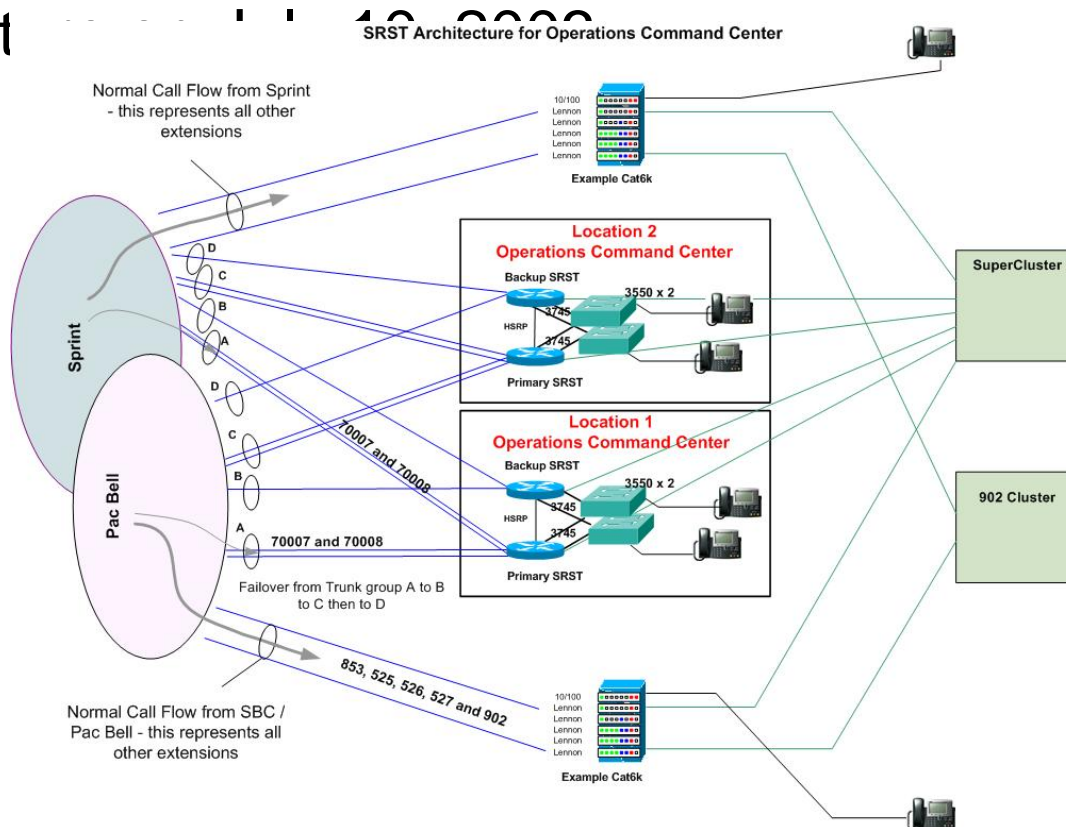 SRST Architecture for Operations Command Center
Normal Call Flow from Sprint
- this represents all other
extensions
10/100
Lennon
Lennon
Lennon
Lennon
Lennon
Example Cat6k
Sprint
D
C
B
A
Location 2
Operations Command Center
Backup SRST
3550 x 2
3745
HSRP
3745
Primary SRST
SuperCluster
D
C
B
A
Pac Bell
70007 and 70008
70007 and 70008
Failover from Trunk group A to B
to C then to D
Location 1
Operations Command Center
Backup SRST
3550 x 2
3745
HSRP
3745
Primary SRST
902 Cluster
853, 525, 526, 527 and 902
Normal Call Flow from SBC /
Pac Bell - this represents all
other extensions
10/100
Lennon
Lennon
Lennon
Lennon
Lennon
Example Cat6k